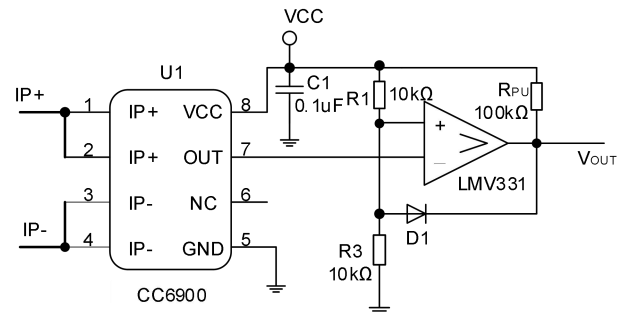 VCC
U1
C1
0.1uF
R1
10kΩ
RPU
100kΩ
IP+
1
IP+
VCC
8
2
IP+
OUT
7
+
−
LMV331
VOUT
3
IP-
NC
6
IP-
4
IP-
GND
5
D1
R3
10kΩ
CC6900